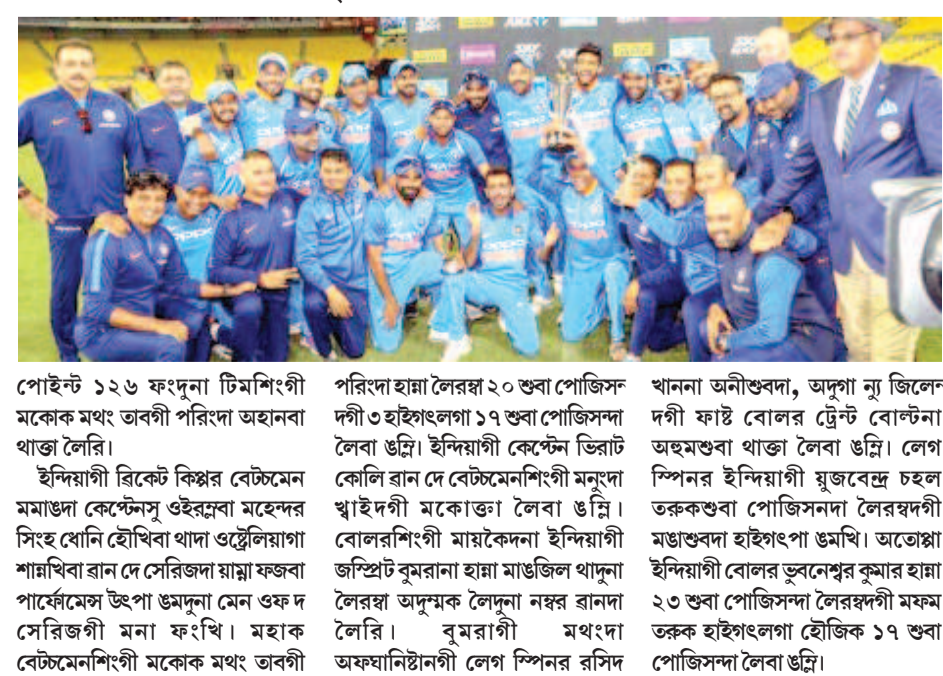 পোইন্ট ১২৬ ফংদুনা টিমশিংগী
মকোক মথং তাবগী পরিংদা অহানবা
থাক্তা লৈরি।
ইন্দিয়াগী ৱিকেট কিপ্পর বেটচমেন
মমাঙদা কেপ্টেনসু ওইরম্লবা মহেন্দর
সিংহ ধোনি হৌখিবা থাদা ওষ্ট্রেলিয়াগা
শান্নখিবা ৱান দে সেরিজদা য়াম্না ফজবা
পার্ফোমেন্স উৎপা ঙমদুনা মেন ওফ দ
সেরিজগী মনা ফংখি। মহাক
বেটচমেনশিংগী মকোক মথং তাবগী
পরিংদা হান্না লৈরম্বা ২০ শুবা পোজিসন
দগী ৩ হাইগৎলগা ১৭ শুবা পোজিসন্দা
লৈবা ঙম্লি। ইন্দিয়াগী কেপ্টেন ভিরাট
কোলি ৱান দে বেটচমেনশিংগী মনুংদা
খ্বাইদগী মকোক্তা লৈবা ঙম্লি।
বোলরশিংগী মায়কৈদনা ইন্দিয়াগী
জস্প্রিট বুমরানা হান্না মাঙজিল থাদুনা
লৈরম্বা অদুম্মক লৈদুনা নম্বর ৱানদা
লৈরি। বুমরাগী মথংদা
অফঘানিষ্টানগী লেগ স্পিনর রসিদ
খাননা অনীশুবদা, অদুগা ন্যু জিলেন
দগী ফাষ্ট বোলর ট্রেন্ট বোল্টনা
অহুমশুবা থাক্তা লৈবা ঙম্লি। লেগ
স্পিনর ইন্দিয়াগী য়ুজবেন্দ্র চহল
তরুকশুবা পোজিসনদা লৈরম্বদগী
মঙাশুবদা হাইগৎপা ঙমখি। অতোপ্পা
ইন্দিয়াগী বোলর ভুবনেশ্বর কুমার হান্না
২৩ শুবা পোজিসন্দা লৈরম্বদগী মফম
তরুক হাইগৎলগা হৌজিক ১৭ শুবা
পোজিসন্দা লৈবা ঙম্লি।